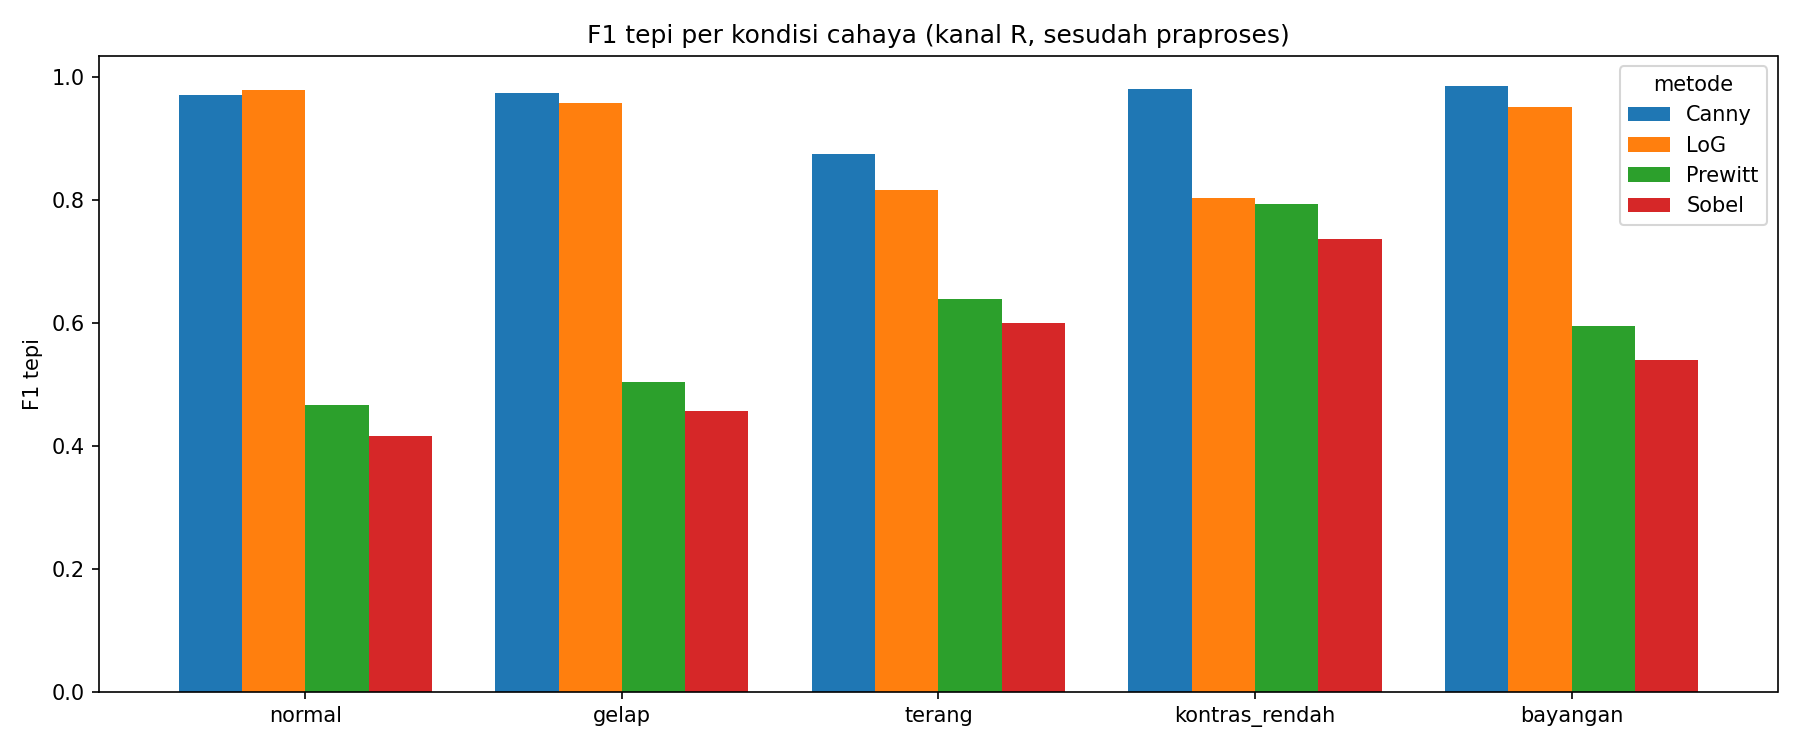 F1 tepi per kondisi cahaya (kanal R, sesudah praproses)
metode
Canny
LoG
Prewitt
Sobel
F1 tepi
1.0
0.8
0.6
0.4
0.2
0.0
normal
gelap
terang
kontras_rendah
bayangan